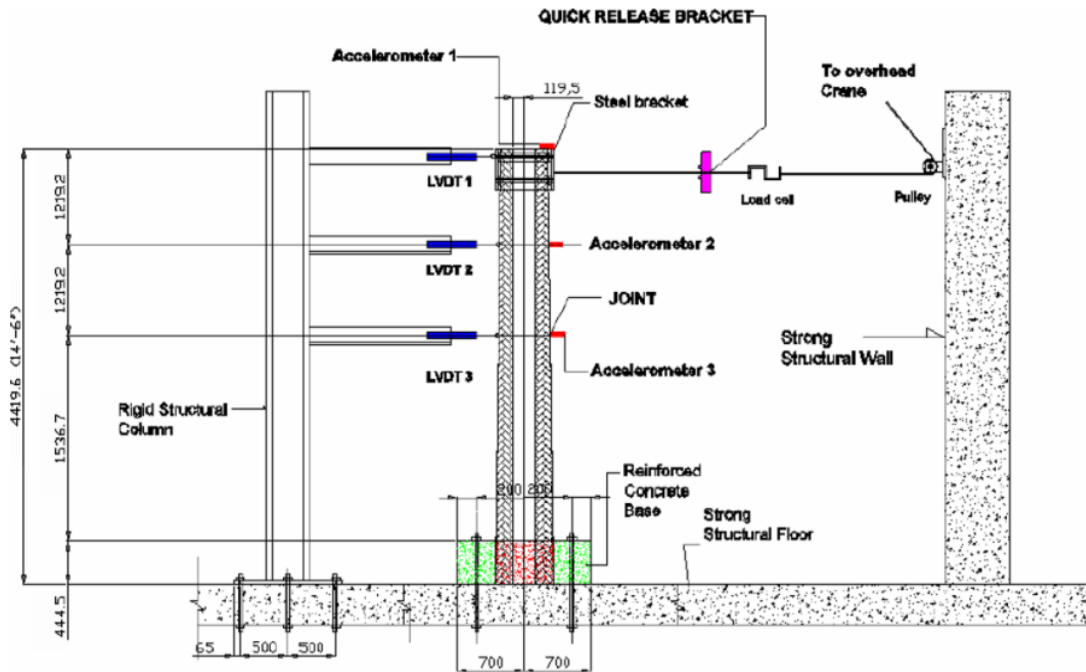 QUICK RELEASE BRACKET
Accelerometer 1
To overhead
Crane
119,5
Steel bracket
LVDT 1
Load cell
Pulley
1219.2
Accelerometer 2
LVDT 2
1219.2
JOINT
Strong
Structural Wall
4419.6 (14'-6")
LVDT 3
Accelerometer 3
Rigid Structural
Column
1536.7
Reinforced
Concrete
Base
200
200
Strong
Structural Floor
444.5
65
500
500
700
700